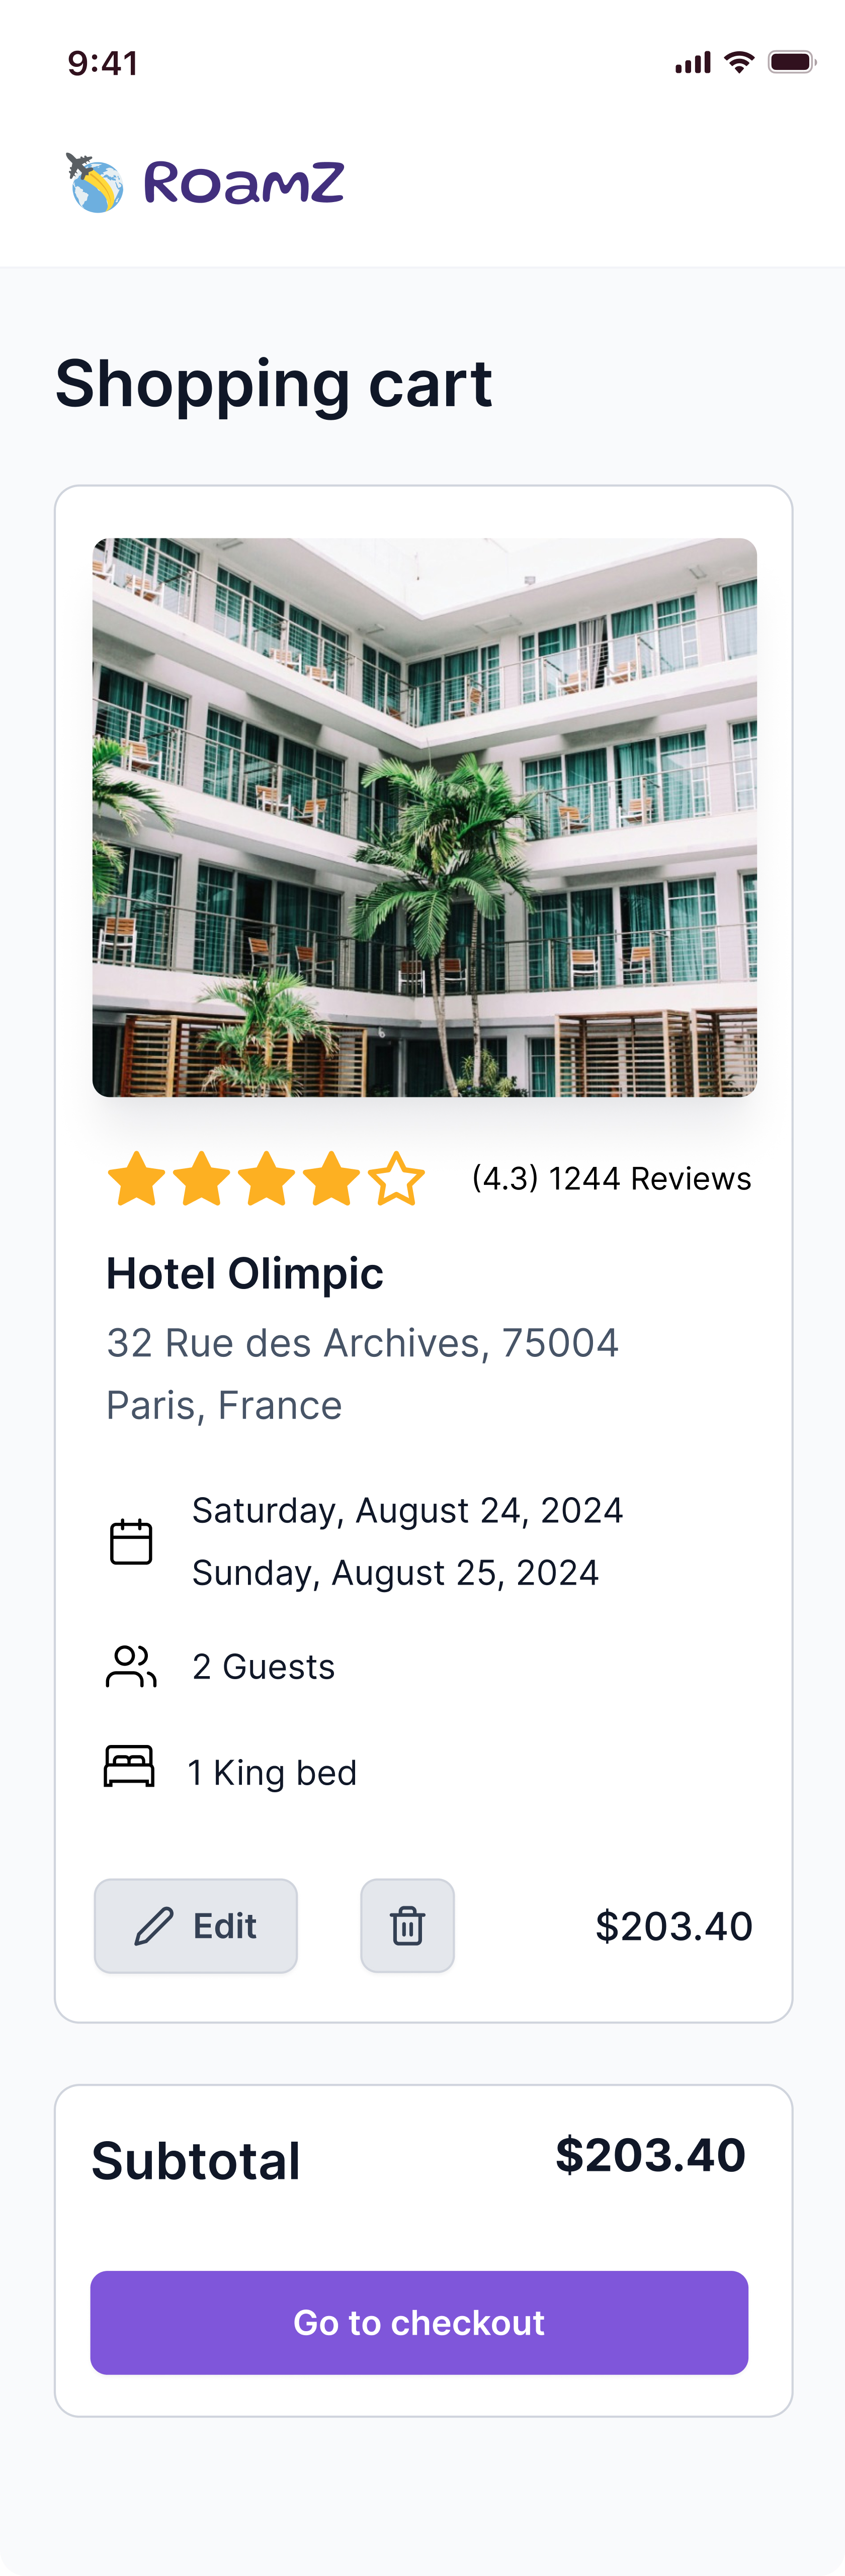 9:41
RoamZ
Shopping cart
(4.3) 1244 Reviews
Hotel Olimpic
32 Rue des Archives, 75004
Paris, France
Saturday, August 24, 2024
Sunday, August 25, 2024
2 Guests
1 King bed
Edit
$203.40
Subtotal
$203.40
Go to checkout